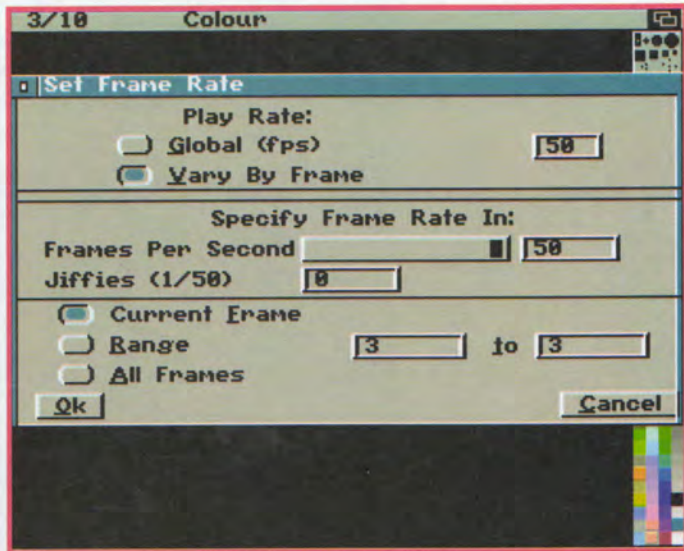 3/10 Colour
Set Frame Rate
Play Rate:
Global (fps) 50
Vary By Frame
Specify Frame Rate In:
Frames Per Second 50
Jiffies (1/50) 0
Current Frame
Range 3 to 3
All Frames
Ok Cancel